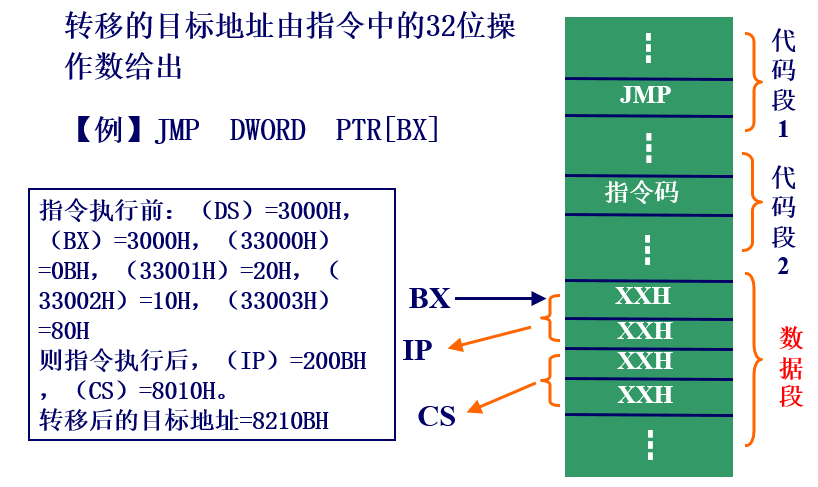 转移的目标地址由指令中的32位操
作数给出
【例】JMP DWORD PTR[BX]
指令执行前：（DS）=3000H，
（BX）=3000H，（33000H）
=0BH，（33001H）=20H，（
33002H）=10H，（33003H）
=80H
则指令执行后，（IP）=200BH
，（CS）=8010H。
转移后的目标地址=8210BH
BX
IP
CS
JMP
指令码
XXH
XXH
XXH
XXH
代码段1
代码段2
数据段